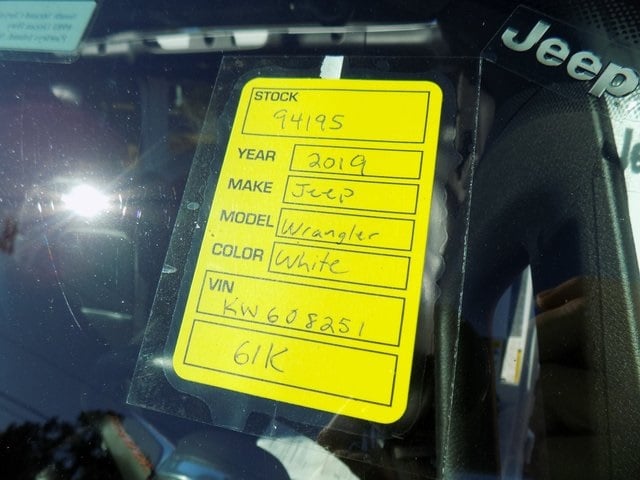 Jeep
STOCK
94195
YEAR 2019
MAKE Jeep
MODEL Wrangler
COLOR White
VIN
KW608251
61K